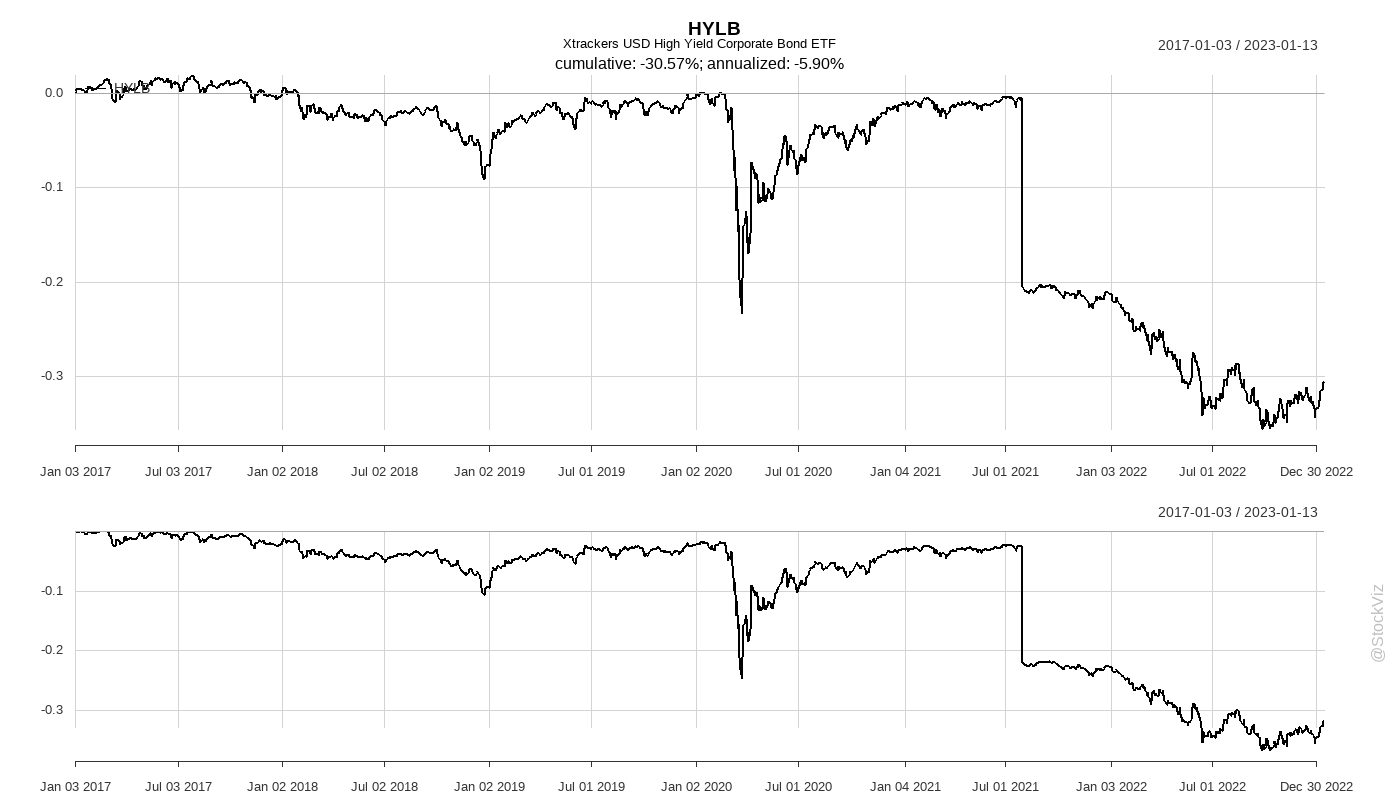 HYLB
Xtrackers USD High Yield Corporate Bond ETF
2017-01-03 / 2023-01-13
cumulative: -30.57%; annualized: -5.90%
HYLB
0.0
-0.1
-0.2
-0.3
Jan 03 2017 Jul 03 2017 Jan 02 2018 Jul 02 2018 Jan 02 2019 Jul 01 2019 Jan 02 2020 Jul 01 2020 Jan 04 2021 Jul 01 2021 Jan 03 2022 Jul 01 2022 Dec 30 2022
2017-01-03 / 2023-01-13
-0.1
-0.2
-0.3
Jan 03 2017 Jul 03 2017 Jan 02 2018 Jul 02 2018 Jan 02 2019 Jul 01 2019 Jan 02 2020 Jul 01 2020 Jan 04 2021 Jul 01 2021 Jan 03 2022 Jul 01 2022 Dec 30 2022
@StockViz